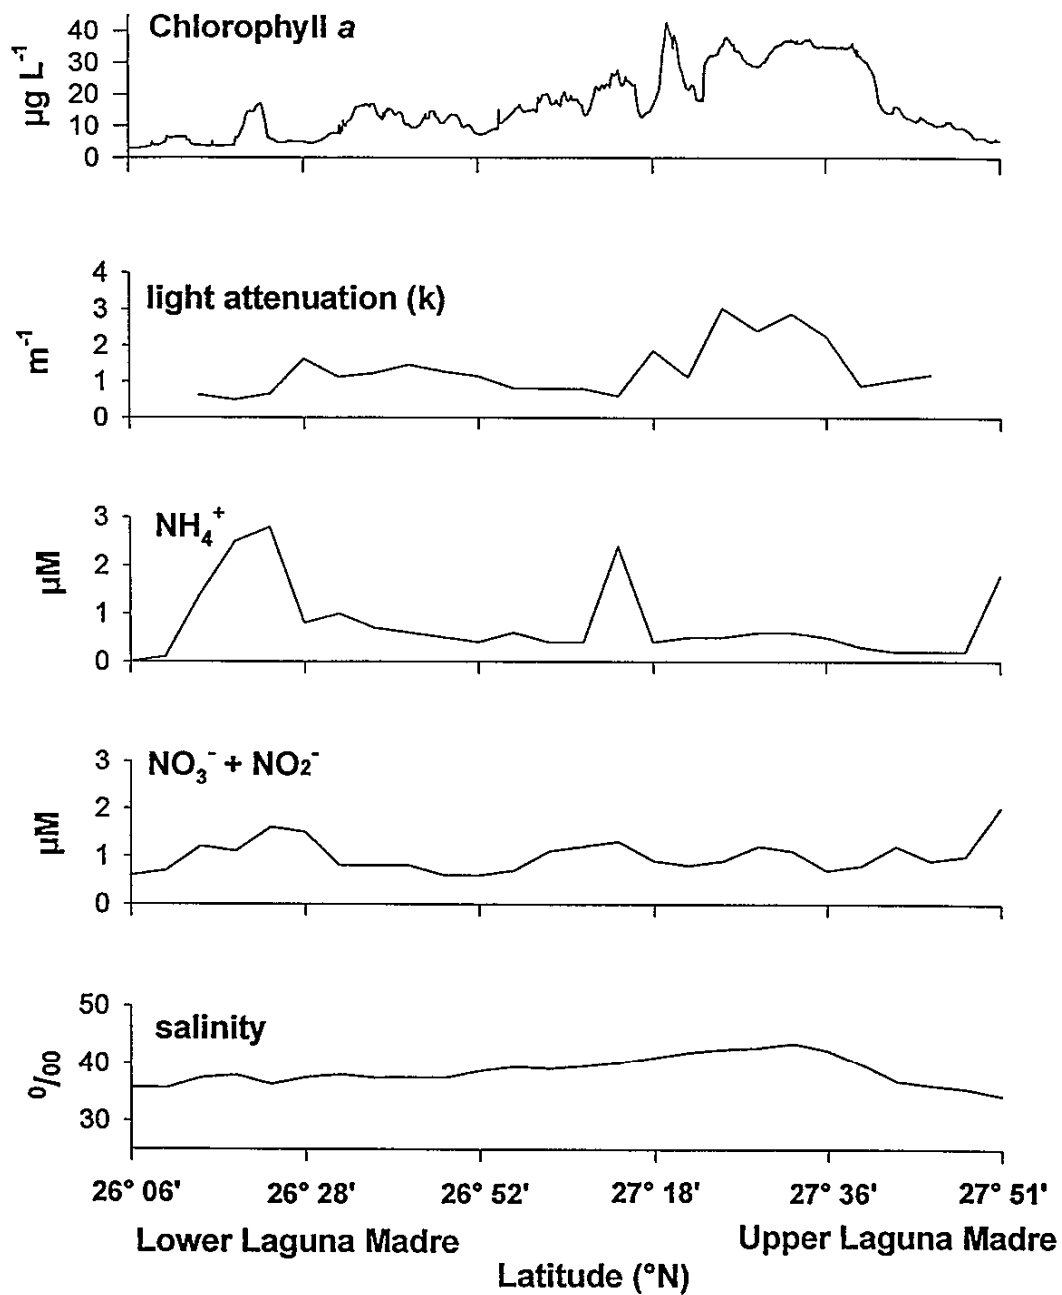 Chlorophyll a
µg L⁻¹
40
30
20
10
0
light attenuation (k)
m⁻¹
4
3
2
1
0
NH₄⁺
µM
3
2
1
0
NO₃⁻ + NO₂⁻
µM
3
2
1
0
salinity
0/00
50
40
30
26° 06' 26° 28' 26° 52' 27° 18' 27° 36' 27° 51'
Lower Laguna Madre Upper Laguna Madre
Latitude (°N)